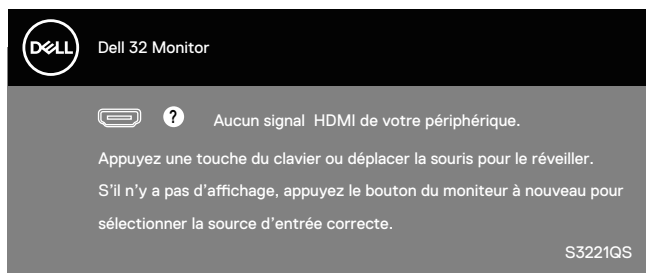 DELL
Dell 32 Monitor
? Aucun signal HDMI de votre périphérique.
Appuyez une touche du clavier ou déplacer la souris pour le réveiller.
S’il n’y a pas d’affichage, appuyez le bouton du moniteur à nouveau pour
sélectionner la source d’entrée correcte.
S3221QS